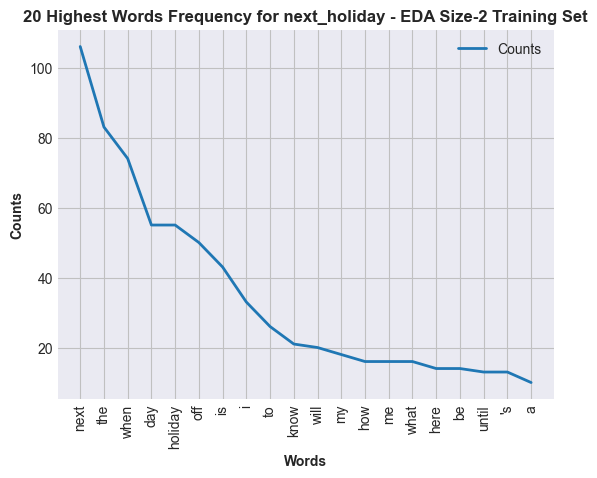 20 Highest Words Frequency for next_holiday - EDA Size-2 Training Set
Counts
100
80
60
40
20
Counts
next
the
when
day
holiday
off
is
i
to
know
will
my
how
me
what
here
be
until
's
a
Words